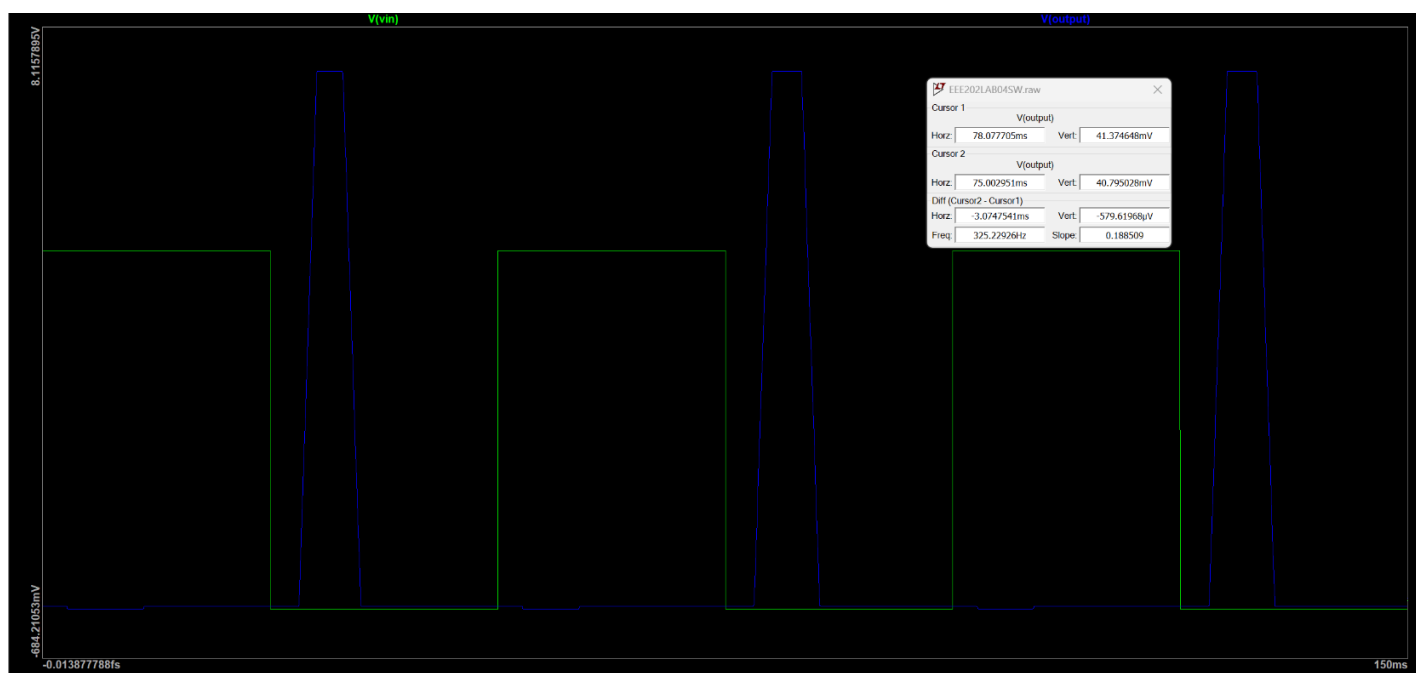 V(vin)
V(output)
8.1157895V
-684.21053mV
-0.013877788fs
150ms
EEE202LAB04SW.raw
Cursor 1
V(output)
Horz: 78.077705ms Vert: 41.374648mV
Cursor 2
V(output)
Horz: 75.002951ms Vert: 40.795028mV
Diff (Cursor2 - Cursor1)
Horz: -3.0747541ms Vert: -579.61968µV
Freq: 325.22926Hz Slope: 0.188509